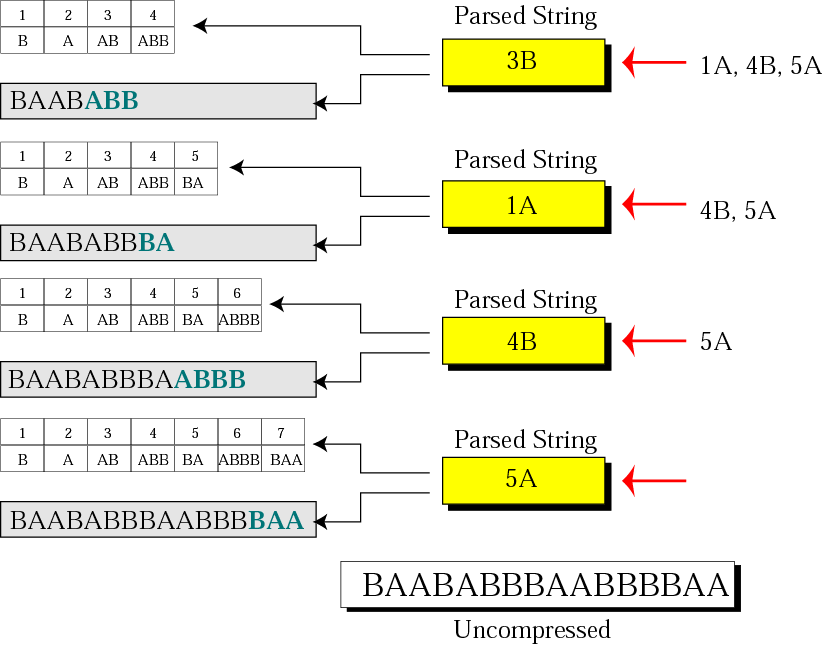 Parsed String
1 2 3 4
B A AB ABB
3B
1A, 4B, 5A
BAABABB
Parsed String
1 2 3 4 5
B A AB ABB BA
1A
4B, 5A
BAABABBBA
Parsed String
1 2 3 4 5 6
B A AB ABB BA ABBB
4B
5A
BAABABBBAABBB
Parsed String
1 2 3 4 5 6 7
B A AB ABB BA ABBB BAA
5A
BAABABBBAABBBBAA
BAABABBBAABBBBAA
Uncompressed